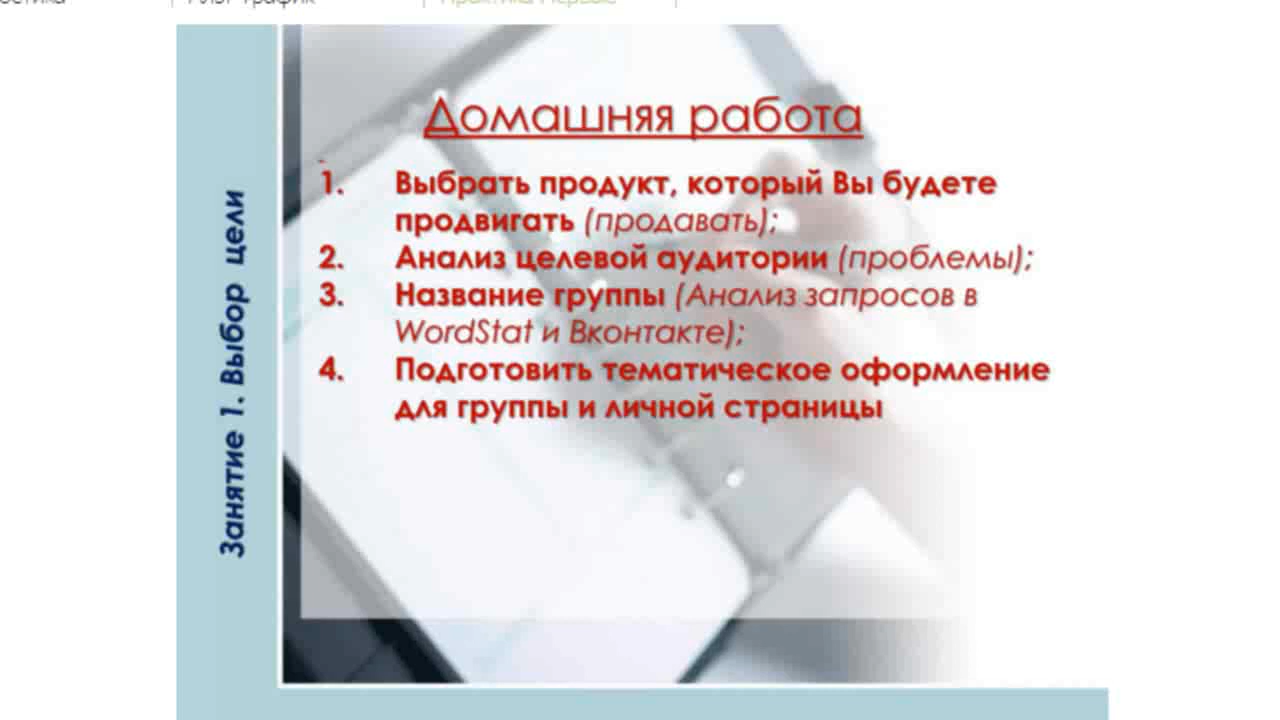 Домашняя работа
1. Выбрать продукт, который Вы будете
продвигать (продавать);
2. Анализ целевой аудитории (проблемы);
3. Название группы (Анализ запросов в
WordStat и Вконтакте);
4. Подготовить тематическое оформление
для группы и личной страницы
Занятие 1. Выбор цели